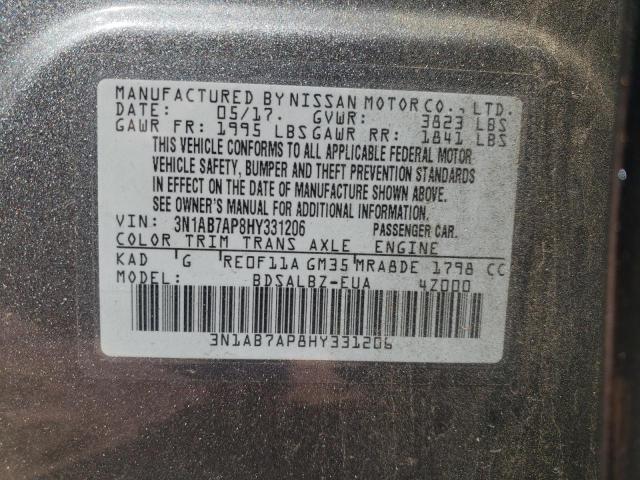 MANUFACTURED BY NISSAN MOTOR CO., LTD.
DATE: 05/17. GVWR: 3823 LBS
GAWR FR: 1995 LBS GAWR RR: 1841 LBS
THIS VEHICLE CONFORMS TO ALL APPLICABLE FEDERAL MOTOR
VEHICLE SAFETY, BUMPER AND THEFT PREVENTION STANDARDS
IN EFFECT ON THE DATE OF MANUFACTURE SHOWN ABOVE.
SEE OWNER'S MANUAL FOR ADDITIONAL INFORMATION.
VIN: 3N1AB7AP8HY331206 PASSENGER CAR.
COLOR TRIM TRANS AXLE ENGINE
KAD G RE0F11A GM35 MRA8DE 1798 CC
MODEL: BDSALBZ-EUA 4Z000
3N1AB7AP8HY331206